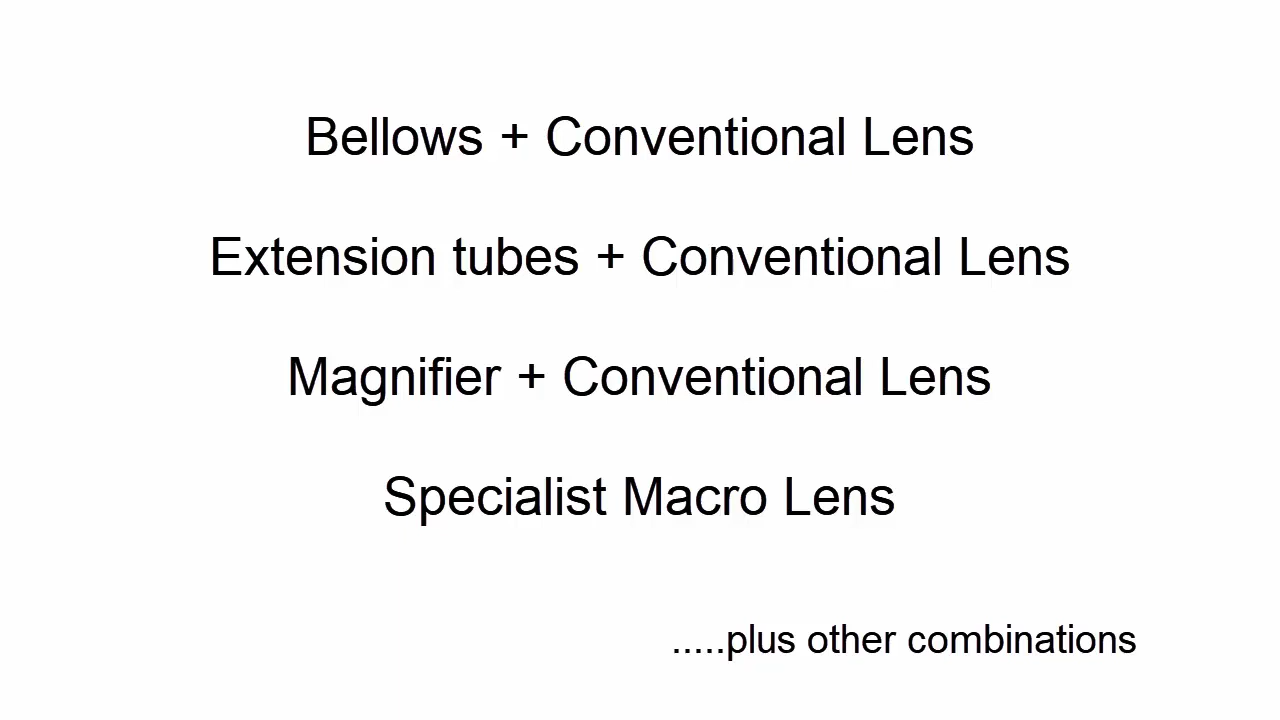 Bellows + Conventional Lens
Extension tubes + Conventional Lens
Magnifier + Conventional Lens
Specialist Macro Lens
.....plus other combinations